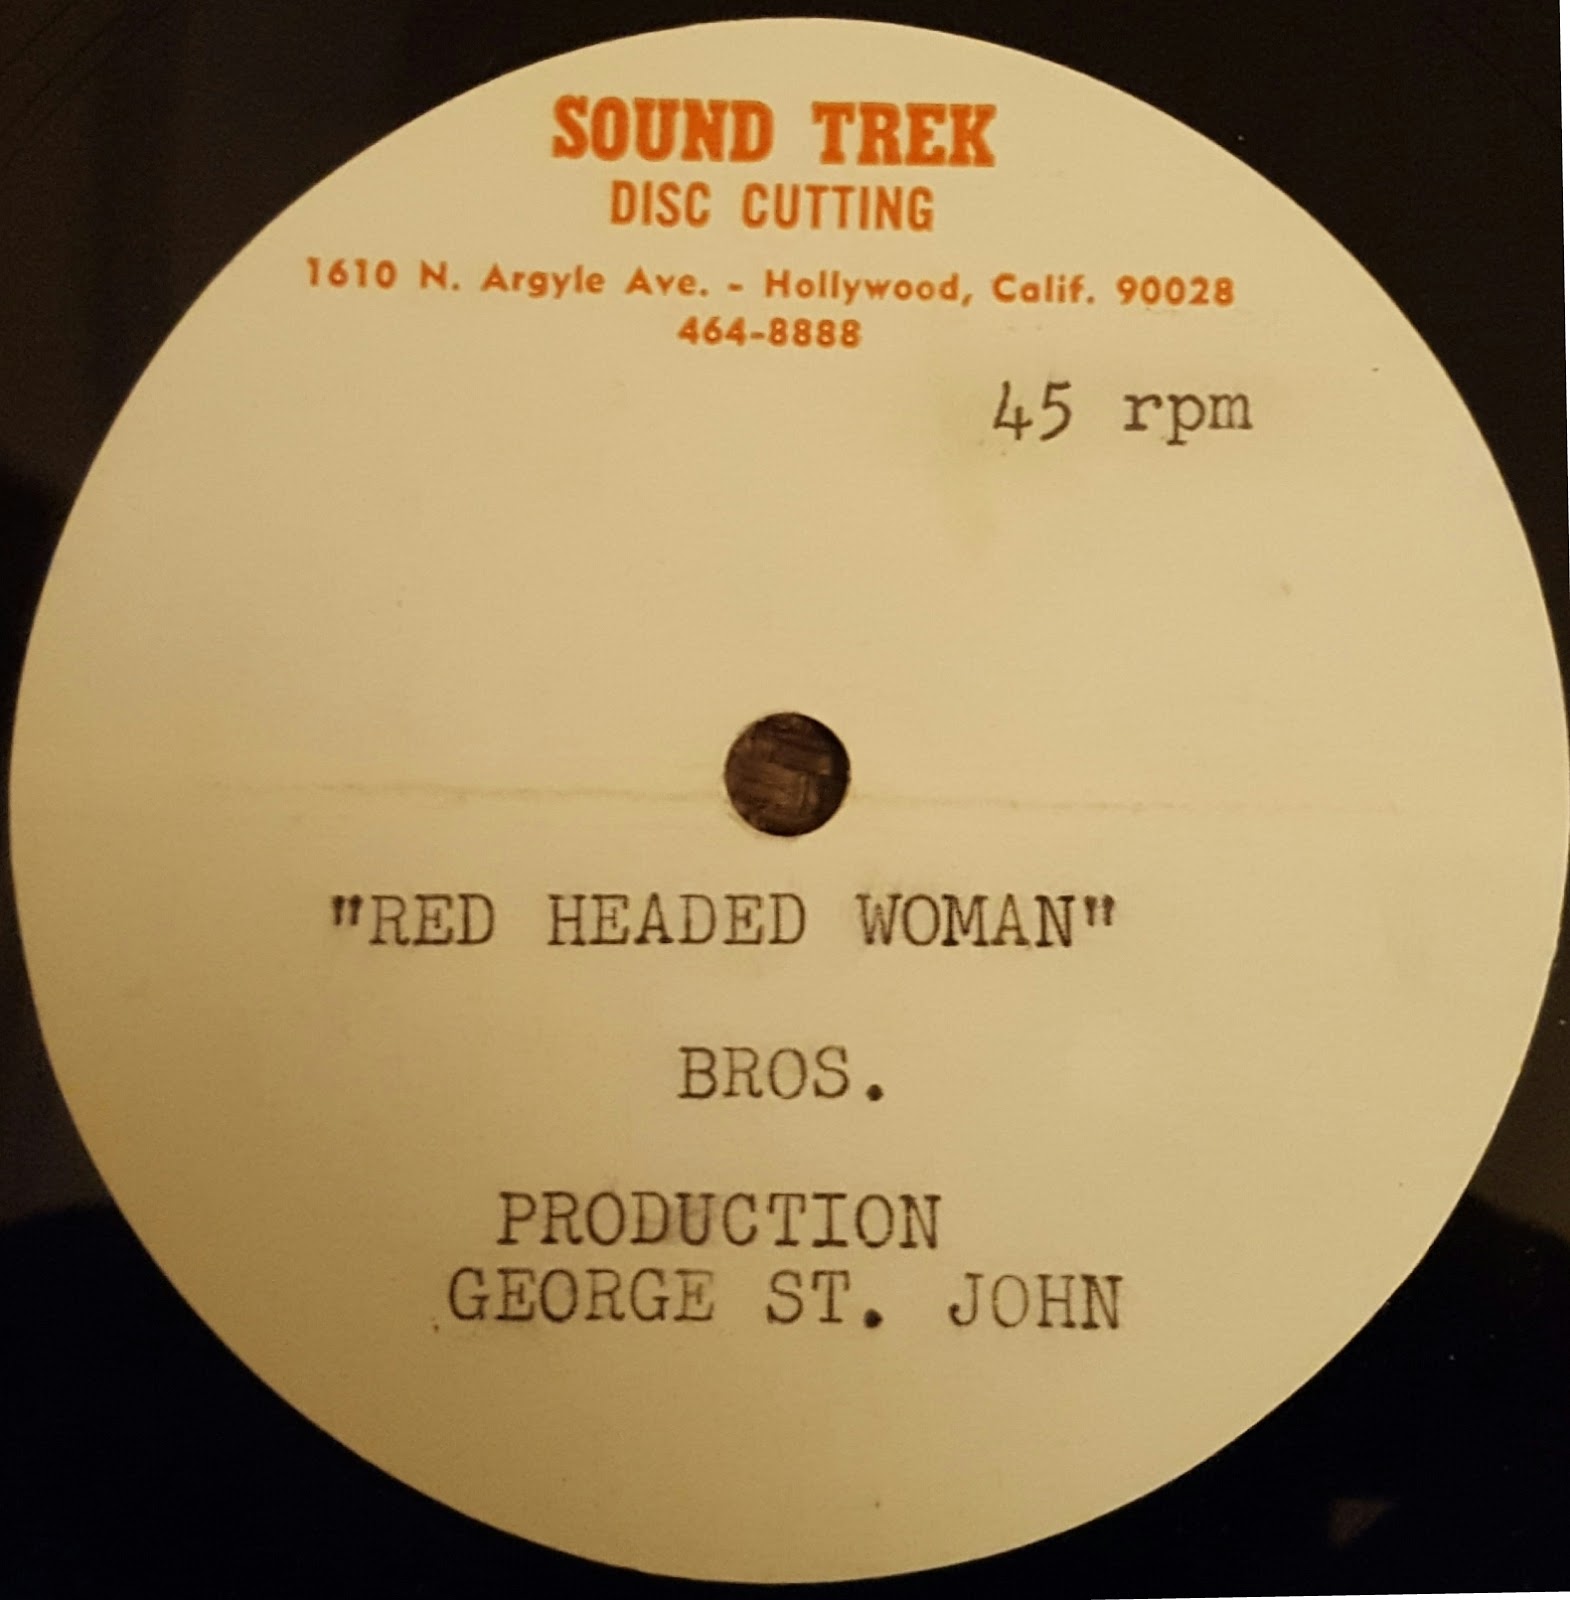 SOUND TREK
DISC CUTTING
1610 N. Argyle Ave. - Hollywood, Calif. 90028
464-8888
45 rpm
"RED HEADED WOMAN"
BROS.
PRODUCTION
GEORGE ST. JOHN